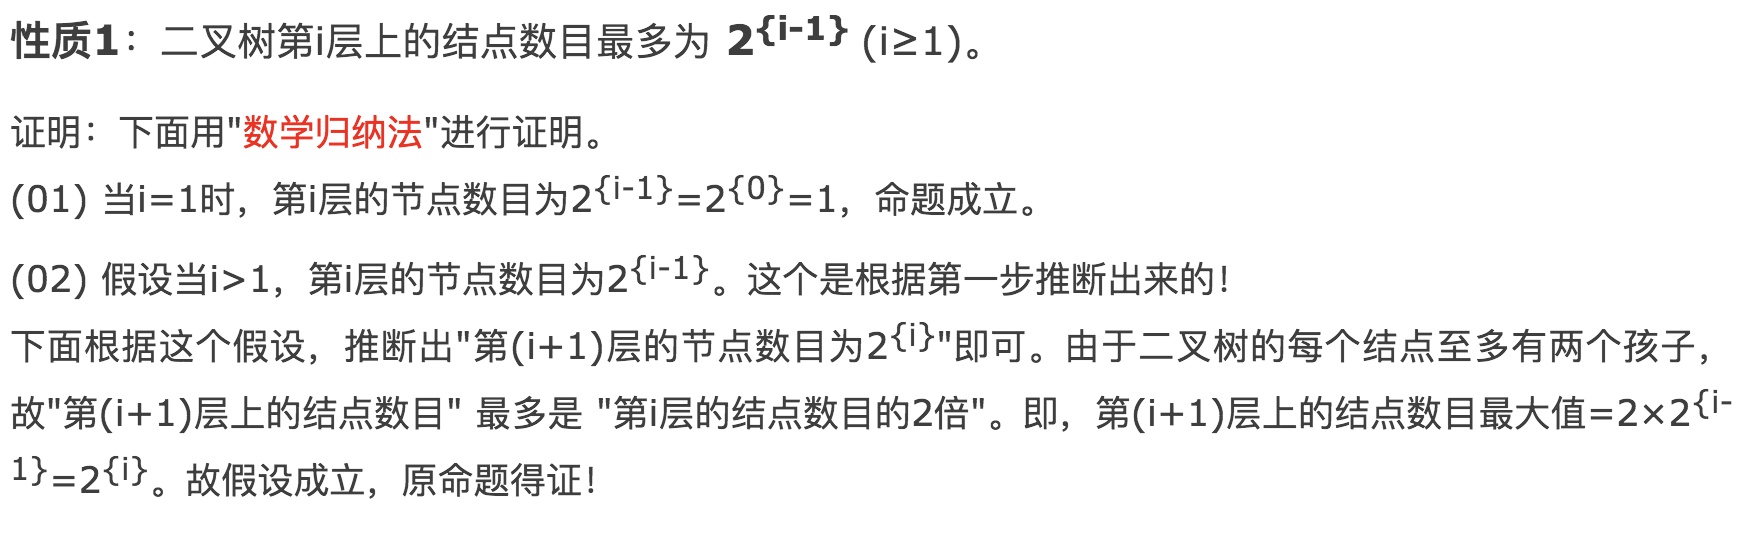 性质1：二叉树第i层上的结点数目最多为 2{i-1} (i≥1)。
证明：下面用"数学归纳法"进行证明。
(01) 当i=1时，第i层的节点数目为2{i-1}=2{0}=1，命题成立。
(02) 假设当i>1，第i层的节点数目为2{i-1}。这个是根据第一步推断出来的！
下面根据这个假设，推断出"第(i+1)层的节点数目为2{i}"即可。由于二叉树的每个结点至多有两个孩子，
故"第(i+1)层上的结点数目" 最多是 "第i层的结点数目的2倍"。即，第(i+1)层上的结点数目最大值=2×2{i-
1}=2{i}。故假设成立，原命题得证！